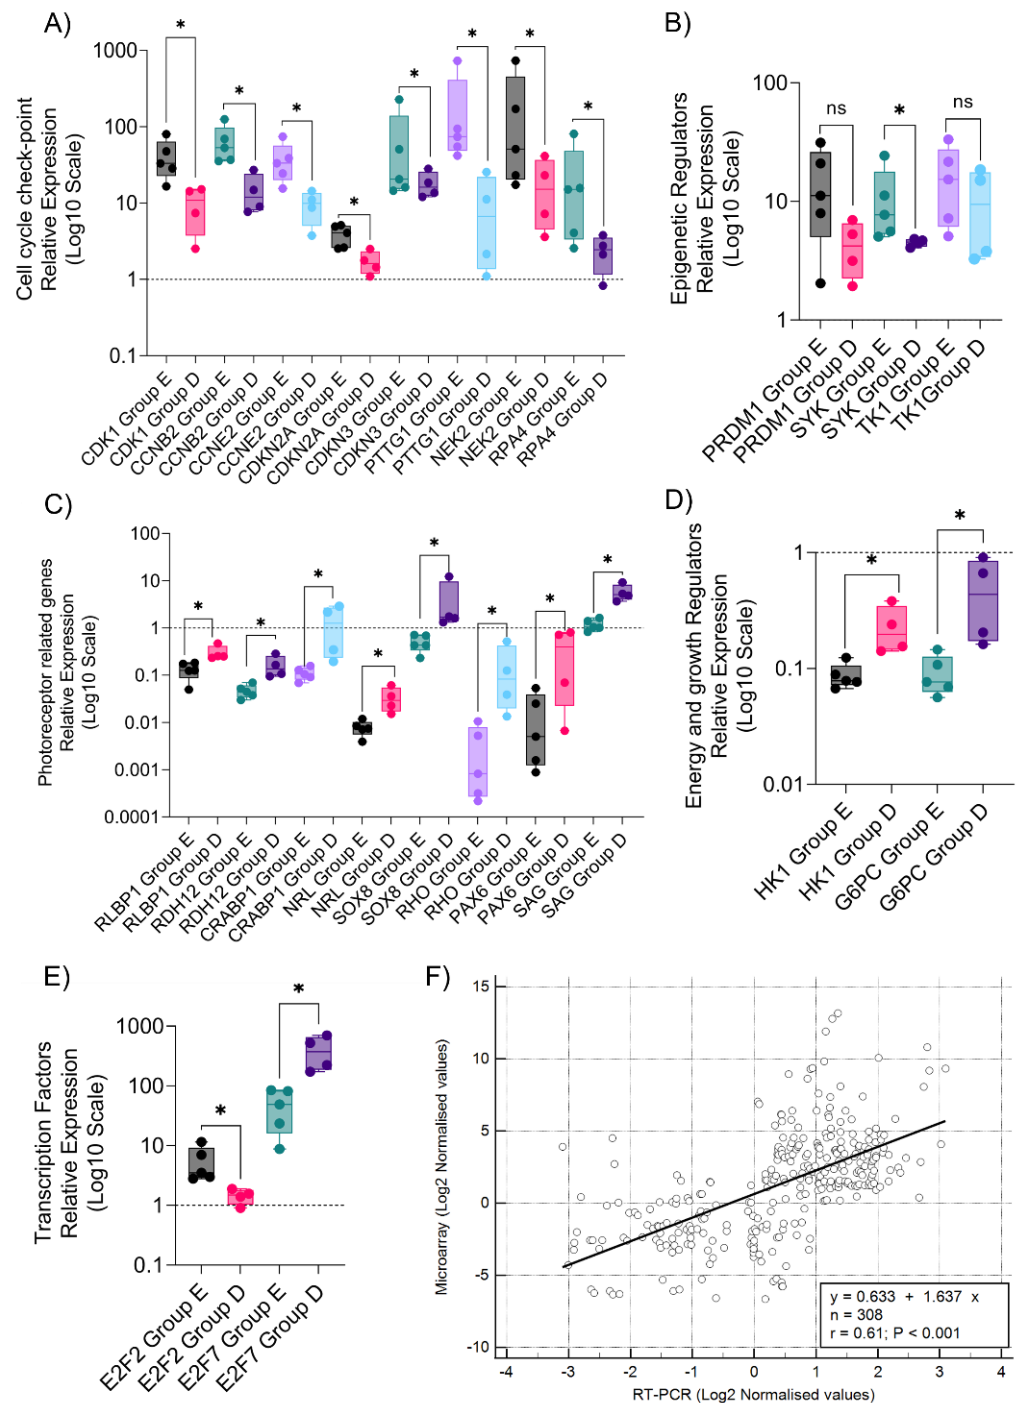 A)
Cell cycle check-point
Relative Expression
(Log10 Scale)
1000
100
10
1
0.1
* * * * * * * *
CDK1 Group E
CDK1 Group D
CCNB2 Group E
CCNB2 Group D
CCNE2 Group E
CCNE2 Group D
CDKN2A Group E
CDKN2A Group D
CDKN3 Group E
CDKN3 Group D
PTTG1 Group E
PTTG1 Group D
NEK2 Group E
NEK2 Group D
RPA4 Group E
RPA4 Group D
B)
Epigenetic Regulators
Relative Expression
(Log10 Scale)
100
10
1
ns * ns
PRDM1 Group E
PRDM1 Group D
SYK Group E
SYK Group D
TK1 Group E
TK1Group D
C)
Photoreceptor related genes
Relative Expression
(Log10 Scale)
100
10
1
0.1
0.01
0.001
0.0001
* * * * * * * *
RLBP1 Group E
RLBP1 Group D
RDH12 Group E
RDH12 Group D
CRABP1 Group E
CRABP1 Group D
NRL Group E
NRL Group D
SOX8 Group E
SOX8 Group D
RHO Group E
RHO Group D
PAX6 Group E
PAX6 Group D
SAG Group E
SAG Group D
D)
Energy and growth Regulators
Relative Expression
(Log10 Scale)
1
0.1
0.01
* *
HK1 Group E
HK1 Group D
G6PC Group E
G6PC Group D
E)
Transcription Factors
Relative Expression
(Log10 Scale)
1000
100
10
1
0.1
* *
E2F2 Group E
E2F2 Group D
E2F7 Group E
E2F7 Group D
F)
Microarray (Log2 Normalised values)
15
10
5
0
-5
-10
y = 0.633 + 1.637 x
n = 308
r = 0.61; P < 0.001
-4 -3 -2 -1 0 1 2 3 4
RT-PCR (Log2 Normalised values)